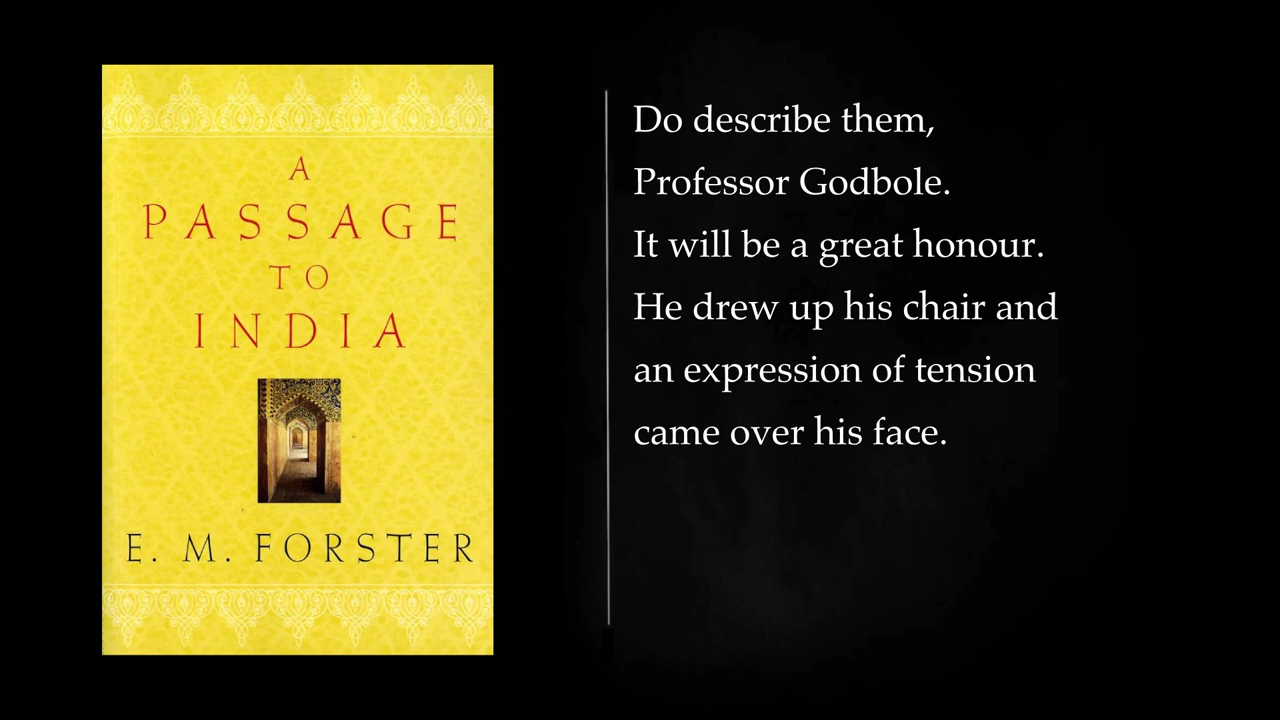 A
PASSAGE
TO
INDIA
E. M. FORSTER
Do describe them,
Professor Godbole.
It will be a great honour.
He drew up his chair and
an expression of tension
came over his face.